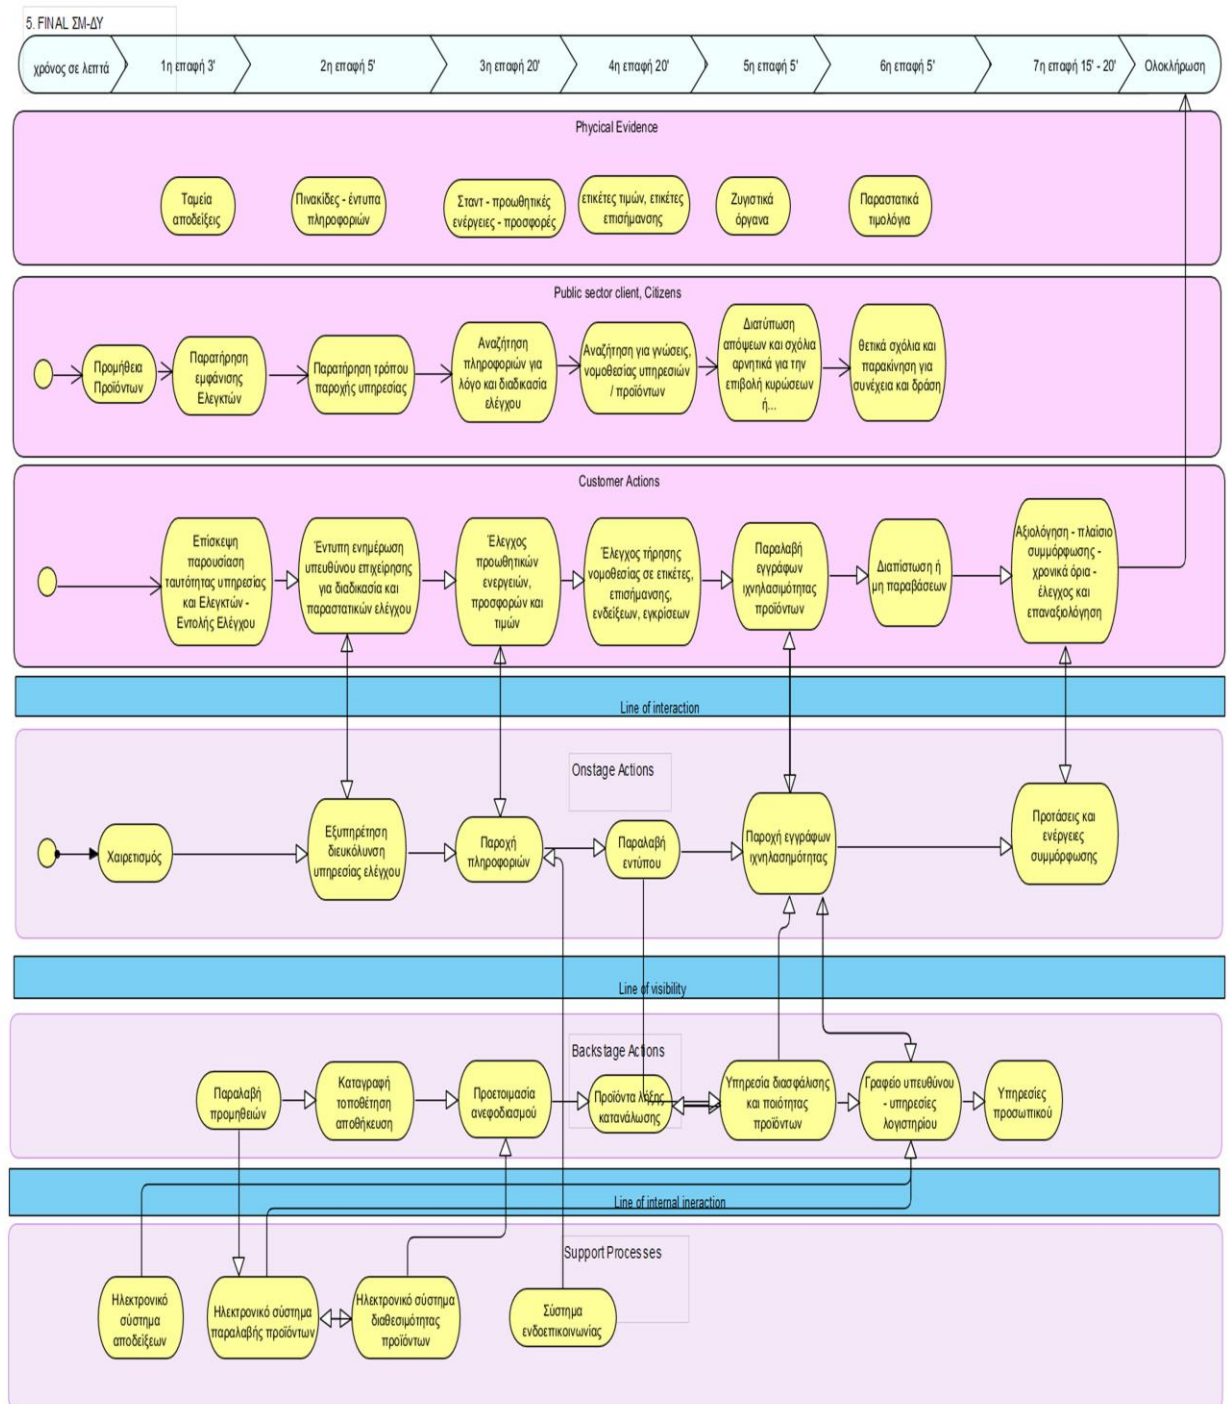 5. FINAL ΣΜ-ΔΥ
χρόνος σε λεπτά
1η επαφή 3'
2η επαφή 5'
3η επαφή 20'
4η επαφή 20'
5η επαφή 5'
6η επαφή 5'
7η επαφή 15' - 20'
Ολοκλήρωση
Physical Evidence
Ταμεία
αποδείξεις
Πινακίδες - έντυπα
πληροφοριών
Σταντ - προωθητικές
ενέργειες - προσφορές
ετικέτες τιμών, ετικέτες
επισήμανσης
Ζυγιστικά
όργανα
Παραστατικά
τιμολόγια
Public sector client, Citizens
Προμήθεια
Προϊόντων
Παρατήρηση
εμφάνισης
Ελεγκτών
Παρατήρηση τρόπου
παροχής υπηρεσίας
Αναζήτηση
πληροφοριών για
λόγο και διαδικασία
ελέγχου
Αναζήτηση για γνώσεις,
νομοθεσίας υπηρεσιών
/ προϊόντων
Διατύπωση
απόψεων και σχόλια
αρνητικά για την
επιβολή κυρώσεων
ή...
θετικά σχόλια και
παρακίνηση για
συνέχεια και δράση
Customer Actions
Επίσκεψη
παρουσίαση
ταυτότητας υπηρεσίας
και Ελεγκτών -
Εντολής Ελέγχου
Έντυπη ενημέρωση
υπευθύνου επιχείρησης
για διαδικασία και
παραστατικών ελέγχου
Έλεγχος
προωθητικών
ενεργειών,
προσφορών και
τιμών
Έλεγχος τήρησης
νομοθεσίας σε ετικέτες,
επισήμανσης,
ενδείξεων, εγκρίσεων
Παραλαβή
εγγράφων
ιχνηλασιμότητας
προϊόντων
Διαπίστωση ή
μη παραβάσεων
Αξιολόγηση - πλαίσιο
συμμόρφωσης -
χρονικά όρια -
έλεγχος και
επαναξιολόγηση
Line of interaction
Onstage Actions
Χαιρετισμός
Εξυπηρέτηση
διευκόλυνση
υπηρεσίας ελέγχου
Παροχή
πληροφοριών
Παραλαβή
εντύπου
Παροχή εγγράφων
ιχνηλασημότητας
Προτάσεις και
ενέργειες
συμμόρφωσης
Line of visibility
Backstage Actions
Παραλαβή
προμηθειών
Καταγραφή
τοποθέτηση
αποθήκευση
Προετοιμασία
ανεφοδιασμού
Προϊόντα λήξης
κατανάλωσης
Υπηρεσία διασφάλισης
και ποιότητας
προϊόντων
Γραφείο υπευθύνου
- υπηρεσίες
λογιστηρίου
Υπηρεσίες
προσωπικού
Line of internal ineraction
Support Processes
Ηλεκτρονικό
σύστημα
αποδείξεων
Ηλεκτρονικό σύστημα
παραλαβής προϊόντων
Ηλεκτρονικό σύστημα
διαθεσιμότητας
προϊόντων
Σύστημα
ενδοεπικοινωνίας